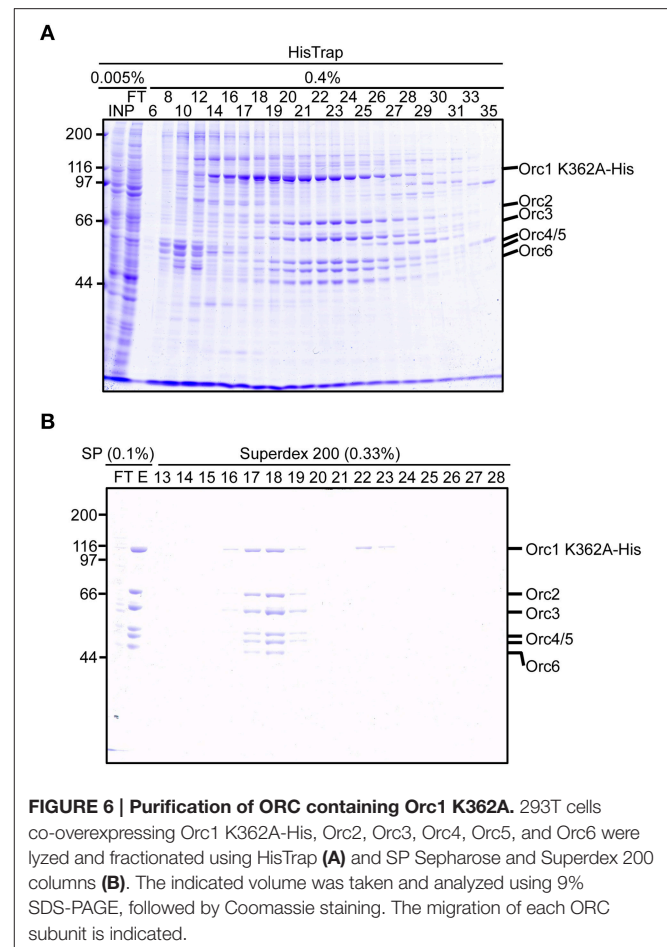 A
HisTrap
0.005% 0.4%
FT 8 12 16 18 20 22 24 26 28 30 33
INP 6 10 14 17 19 21 23 25 27 29 31 35
200
116
97
66
44
Orc1 K362A-His
Orc2
Orc3
Orc4/5
Orc6
B
SP (0.1%) Superdex 200 (0.33%)
FT E 13 14 15 16 17 18 19 20 21 22 23 24 25 26 27 28
200
116
97
66
44
Orc1 K362A-His
Orc2
Orc3
Orc4/5
Orc6
FIGURE 6 | Purification of ORC containing Orc1 K362A. 293T cells
co-overexpressing Orc1 K362A-His, Orc2, Orc3, Orc4, Orc5, and Orc6 were
lyzed and fractionated using HisTrap (A) and SP Sepharose and Superdex 200
columns (B). The indicated volume was taken and analyzed using 9%
SDS-PAGE, followed by Coomassie staining. The migration of each ORC
subunit is indicated.